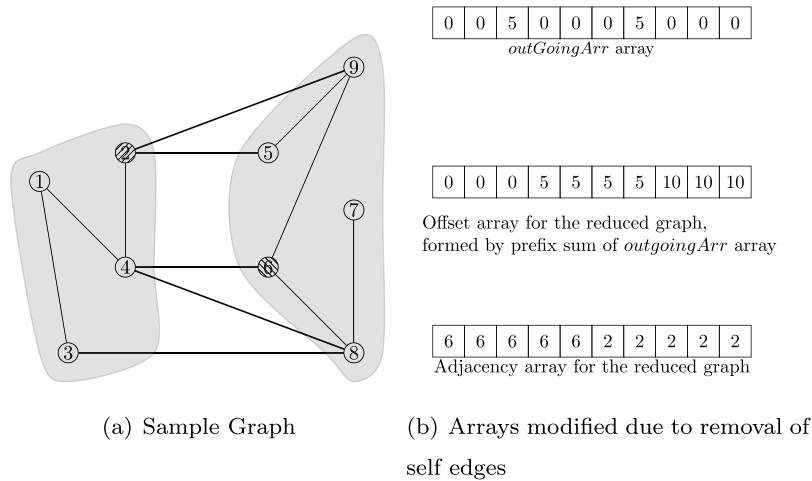 9
2
5
1
7
4
6
3
8
(a) Sample Graph
0 0 5 0 0 0 5 0 0 0
outGoingArr array
0 0 0 5 5 5 5 10 10 10
Offset array for the reduced graph,
formed by prefix sum of outgoingArr array
6 6 6 6 6 2 2 2 2 2
Adjacency array for the reduced graph
(b) Arrays modified due to removal of
self edges